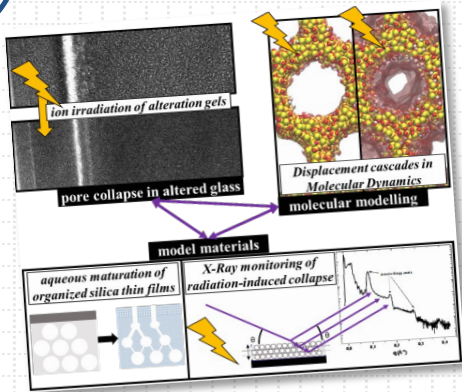 ion irradiation of alteration gels
pore collapse in altered glass
Displacement cascades in
Molecular Dynamics
molecular modelling
model materials
aqueous maturation of
organized silica thin films
X-Ray monitoring of
radiation-induced collapse
θ
θ